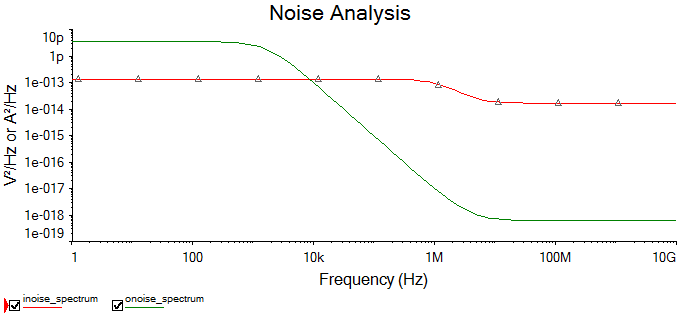 Noise Analysis
V²/Hz or A²/Hz
10p
1p
1e-013
1e-014
1e-015
1e-016
1e-017
1e-018
1e-019
1 100 10k 1M 100M 10G
Frequency (Hz)
inoise_spectrum onoise_spectrum